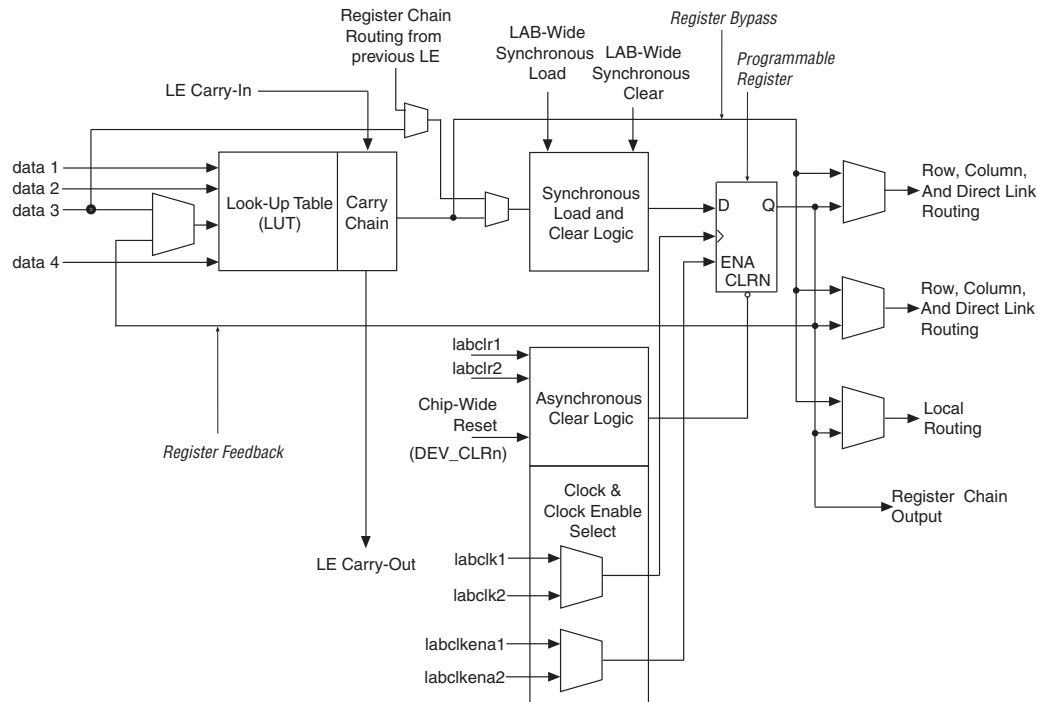 Register Chain
Routing from
previous LE
LAB-Wide
Synchronous
Load
LAB-Wide
Synchronous
Clear
Register Bypass
Programmable
Register
LE Carry-In
data 1
data 2
data 3
data 4
Look-Up Table
(LUT)
Carry
Chain
Synchronous
Load and
Clear Logic
D
Q
ENA
CLRN
Row, Column,
And Direct Link
Routing
Row, Column,
And Direct Link
Routing
Local
Routing
Register Chain
Output
labclr1
labclr2
Chip-Wide
Reset
(DEV_CLRn)
Asynchronous
Clear Logic
Register Feedback
Clock &
Clock Enable
Select
LE Carry-Out
labclk1
labclk2
labclkena1
labclkena2